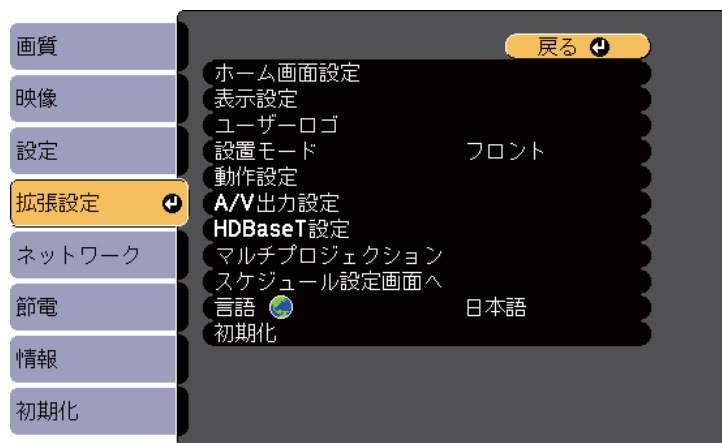 画質
映像
設定
拡張設定
ネットワーク
節電
情報
初期化
戻る
ホーム画面設定
表示設定
ユーザーロゴ
設置モード フロント
動作設定
A/V出力設定
HDBaseT設定
マルチプロジェクション
スケジュール設定画面へ
言語 日本語
初期化